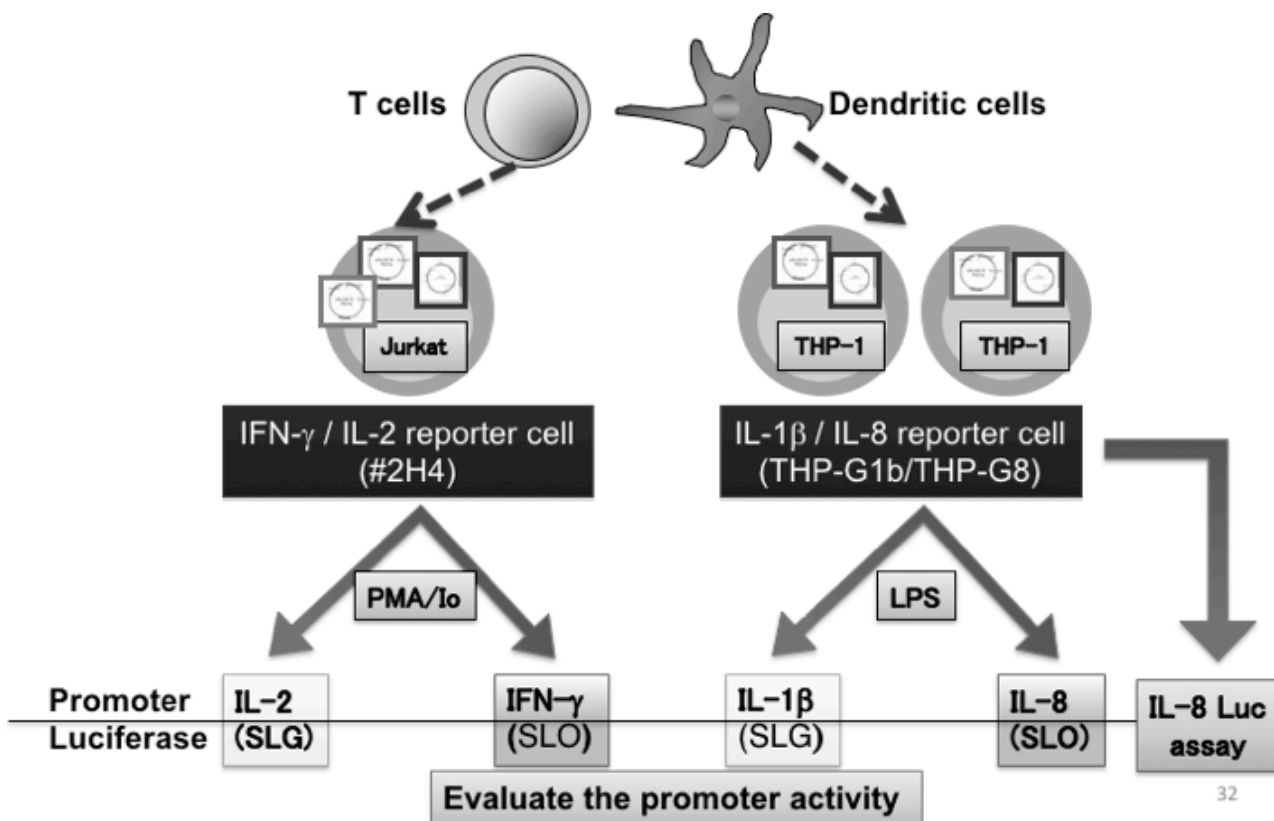 T cells
Dendritic cells
Jurkat
THP-1
THP-1
IFN-γ / IL-2 reporter cell
(#2H4)
IL-1β / IL-8 reporter cell
(THP-G1b/THP-G8)
PMA/Io
LPS
Promoter
Luciferase
IL-2
(SLG)
IFN-γ
(SLO)
IL-1β
(SLG)
IL-8
(SLO)
IL-8 Luc
assay
Evaluate the promoter activity
32